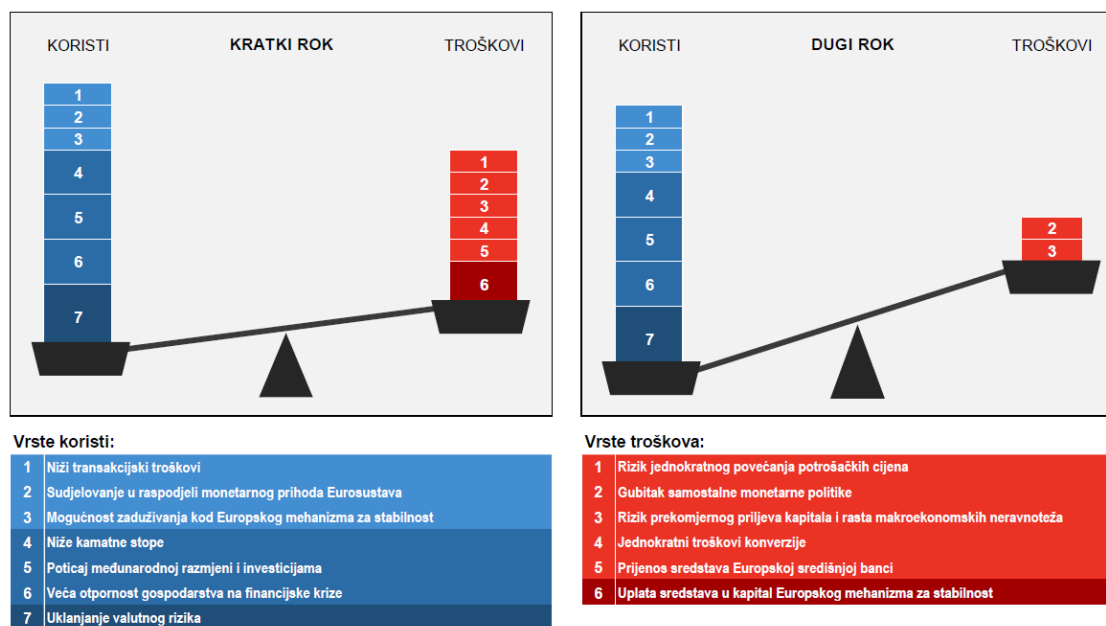 KORISTI KRATKI ROK TROŠKOVI
1
2
3
4
5
6
7
1
2
3
4
5
6
KORISTI DUGI ROK TROŠKOVI
1
2
3
4
5
6
7
2
3
Vrste koristi:
1 Niži transakcijski troškovi
2 Sudjelovanje u raspodjeli monetarnog prihoda Eurosustava
3 Mogućnost zaduživanja kod Europskog mehanizma za stabilnost
4 Niže kamatne stope
5 Poticaj međunarodnoj razmjeni i investicijama
6 Veća otpornost gospodarstva na financijske krize
7 Uklanjanje valutnog rizika
Vrste troškova:
1 Rizik jednokratnog povećanja potrošačkih cijena
2 Gubitak samostalne monetarne politike
3 Rizik prekomjernog priljeva kapitala i rasta makroekonomskih neravnoteža
4 Jednokratni troškovi konverzije
5 Prijenos sredstava Europskoj središnjoj banci
6 Uplata sredstava u kapital Europskog mehanizma za stabilnost